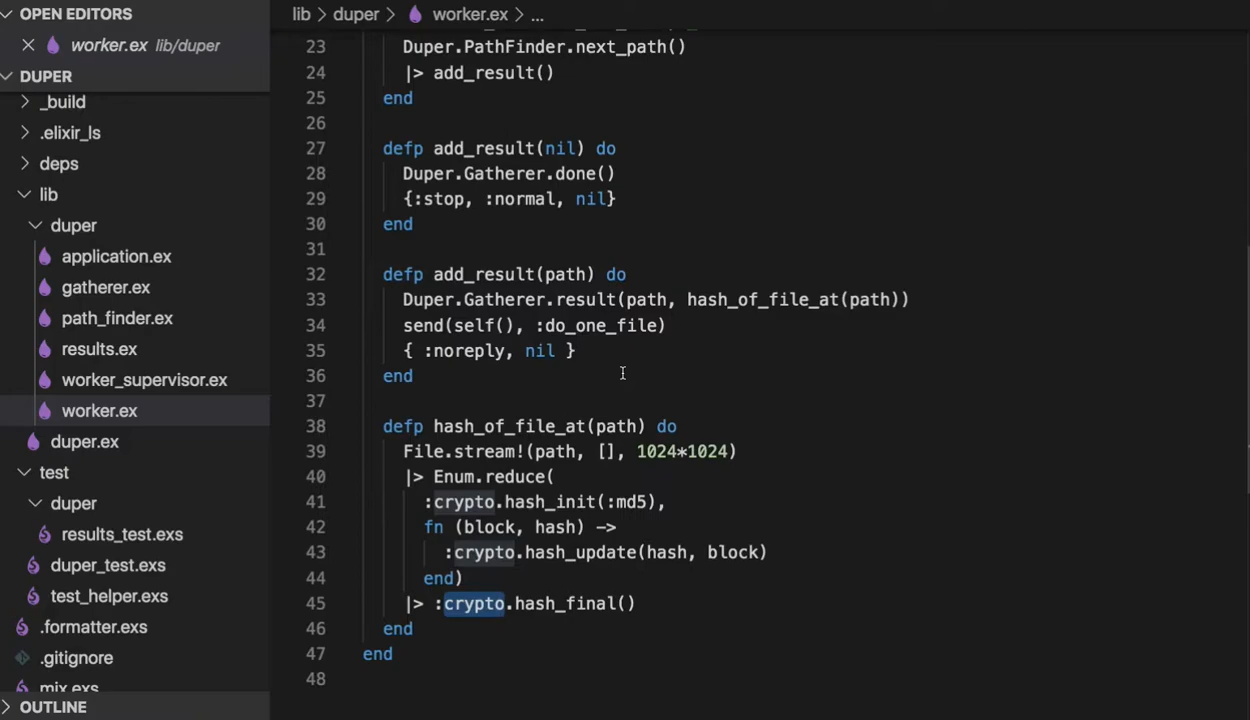 OPEN EDITORS
worker.ex lib/duper
DUPER
_build
.elixir_ls
deps
lib
duper
application.ex
gatherer.ex
path_finder.ex
results.ex
worker_supervisor.ex
worker.ex
duper.ex
test
duper
results_test.exs
duper_test.exs
test_helper.exs
.formatter.exs
.gitignore
mix.exs
OUTLINE
lib > duper > worker.ex > ...
23 Duper.PathFinder.next_path()
24 |> add_result()
25 end
26
27 defp add_result(nil) do
28 Duper.Gatherer.done()
29 {:stop, :normal, nil}
30 end
31
32 defp add_result(path) do
33 Duper.Gatherer.result(path, hash_of_file_at(path))
34 send(self(), :do_one_file)
35 { :noreply, nil }
36 end
37
38 defp hash_of_file_at(path) do
39 File.stream!(path, [], 1024*1024)
40 |> Enum.reduce(
41 :crypto.hash_init(:md5),
42 fn (block, hash) ->
43 :crypto.hash_update(hash, block)
44 end)
45 |> :crypto.hash_final()
46 end
47 end
48